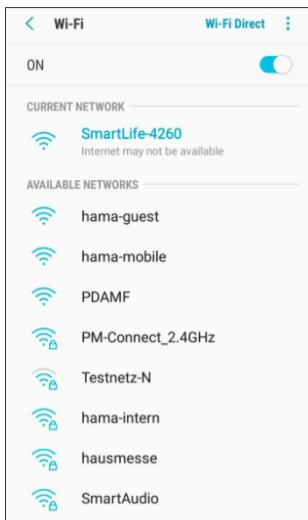 Wi-Fi Wi-Fi Direct
ON
CURRENT NETWORK
SmartLife-4260
Internet may not be available
AVAILABLE NETWORKS
hama-guest
hama-mobile
PDAMF
PM-Connect_2.4GHz
Testnetz-N
hama-intern
hausmesse
SmartAudio